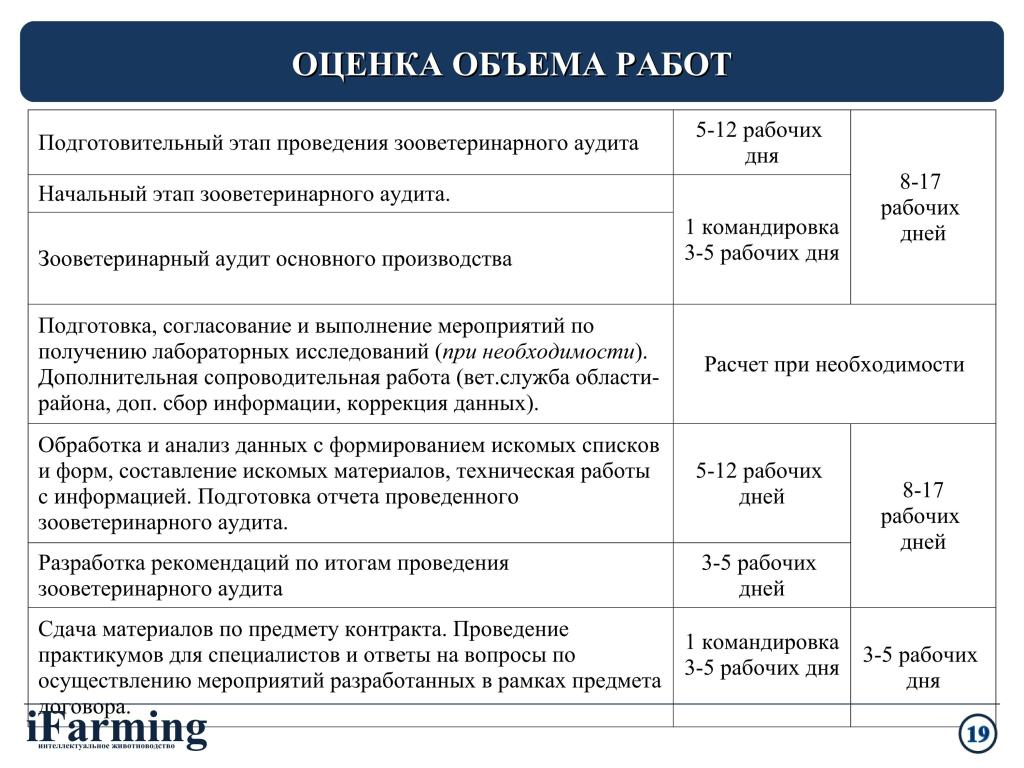 ОЦЕНКА ОБЪЕМА РАБОТ
Подготовительный этап проведения зооветеринарного аудита
5-12 рабочих
дня
8-17
рабочих
дней
Начальный этап зооветеринарного аудита.
1 командировка
3-5 рабочих дня
Зооветеринарный аудит основного производства
Подготовка, согласование и выполнение мероприятий по
получению лабораторных исследований (при необходимости).
Дополнительная сопроводительная работа (вет.служба области-
района, доп. сбор информации, коррекция данных).
Расчет при необходимости
Обработка и анализ данных с формированием искомых списков
и форм, составление искомых материалов, техническая работы
с информацией. Подготовка отчета проведенного
зооветеринарного аудита.
5-12 рабочих
дней
8-17
рабочих
дней
Разработка рекомендаций по итогам проведения
зооветеринарного аудита
3-5 рабочих
дней
Сдача материалов по предмету контракта. Проведение
практикумов для специалистов и ответы на вопросы по
осуществлению мероприятий разработанных в рамках предмета
договора.
1 командировка
3-5 рабочих дня
3-5 рабочих
дня
iFarming
интеллектуальное животноводство
19